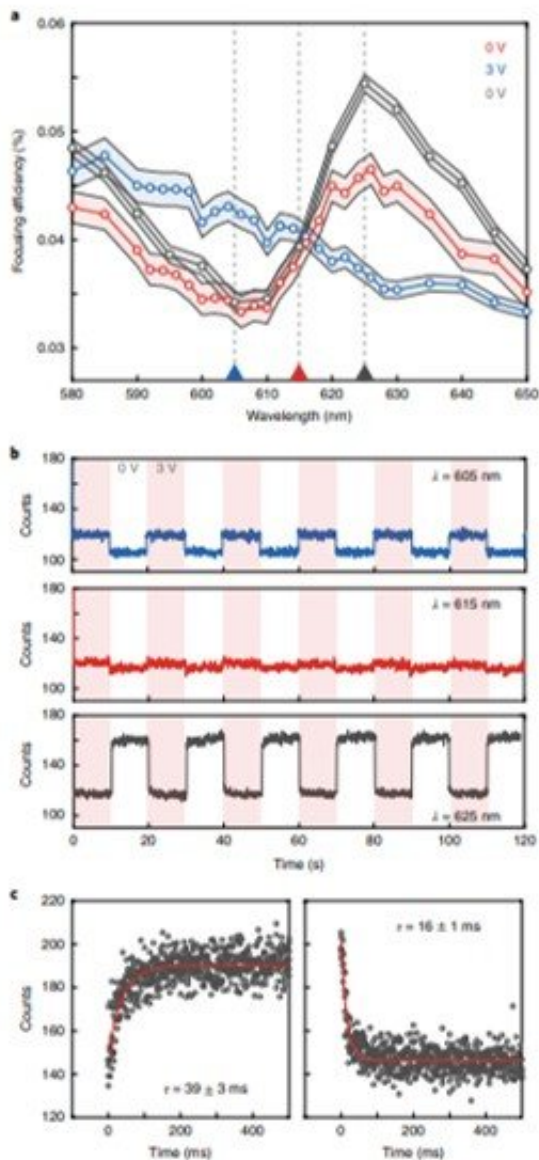 a
0.06
0.05
0.04
0.03
Focusing efficiency (%)
0 V
3 V
0 V
580 590 600 610 620 630 640 650
Wavelength (nm)
b
180
140
100
Counts
0 V 3 V
λ = 605 nm
180
140
100
Counts
λ = 615 nm
180
140
100
Counts
λ = 625 nm
0 20 40 60 80 100 120
Time (s)
c
220
200
180
160
140
120
Counts
τ = 39 ± 3 ms
τ = 16 ± 1 ms
0 200 400
0 200 400
Time (ms)
Time (ms)